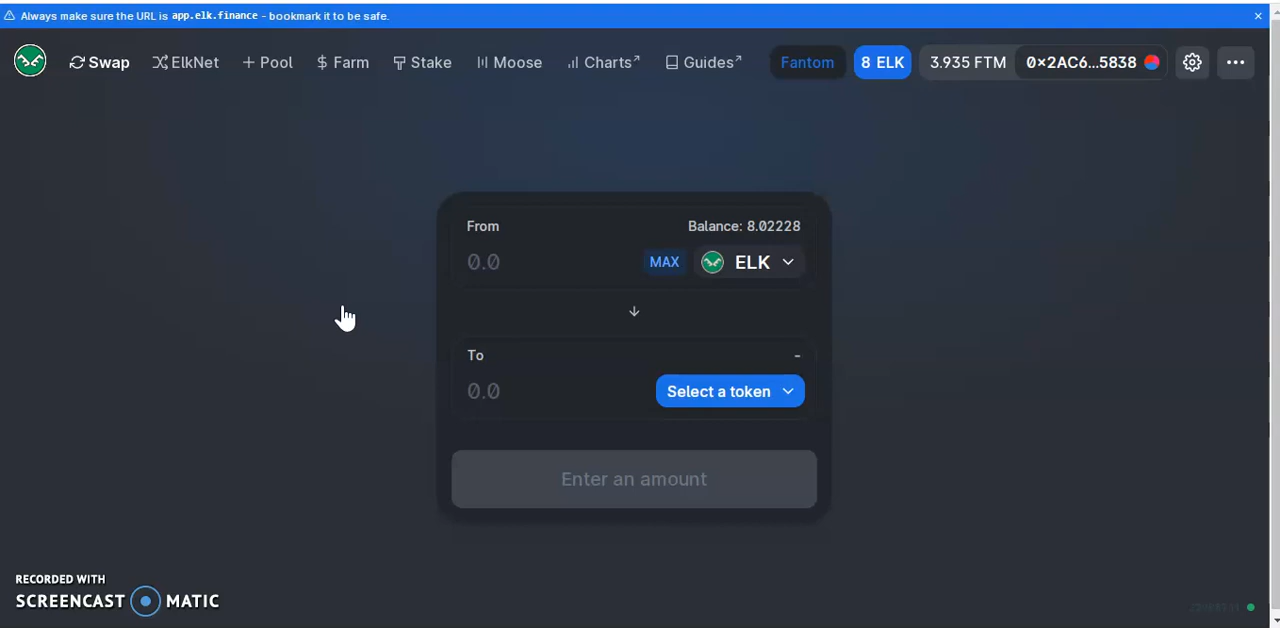 Always make sure the URL is app.elk.finance - bookmark it to be safe.
Swap ElkNet + Pool $ Farm Stake Moose Charts↗ Guides↗ Fantom 8 ELK 3.935 FTM 0×2AC6...5838
From Balance: 8.02228
0.0 MAX ELK
To -
0.0 Select a token
Enter an amount
RECORDED WITH
SCREENCAST MATIC